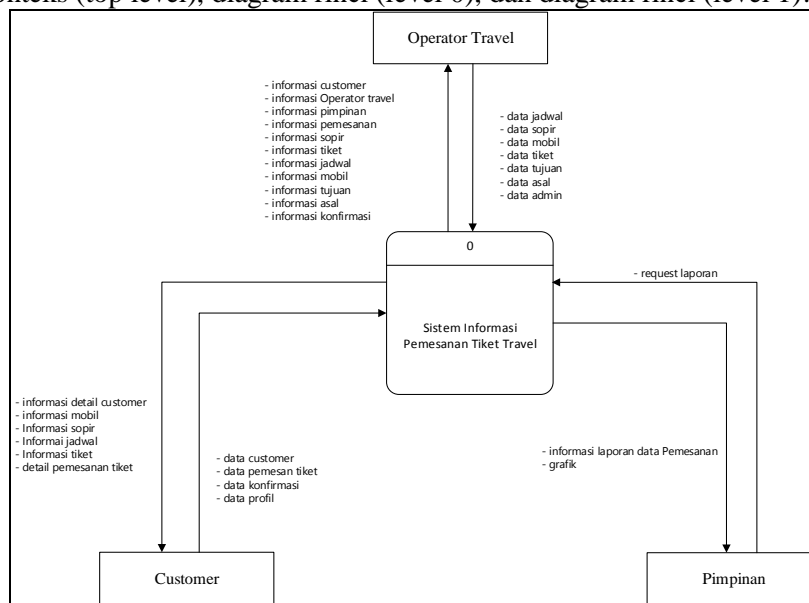 (top level), diagram rinci (level 0), dan diagram rinci (level 1).
Operator Travel
- informasi customer
- informasi Operator travel
- informasi pimpinan
- informasi pemesanan
- informasi sopir
- informasi tiket
- informasi jadwal
- informasi mobil
- informasi tujuan
- informasi asal
- informasi konfirmasi
- data jadwal
- data sopir
- data mobil
- data tiket
- data tujuan
- data asal
- data admin
0
Sistem Informasi
Pemesanan Tiket Travel
- request laporan
- informasi detail customer
- informasi mobil
- Informasi sopir
- Informai jadwal
- Informasi tiket
- detail pemesanan tiket
- data customer
- data pemesan tiket
- data konfirmasi
- data profil
- informasi laporan data Pemesanan
- grafik
Customer
Pimpinan